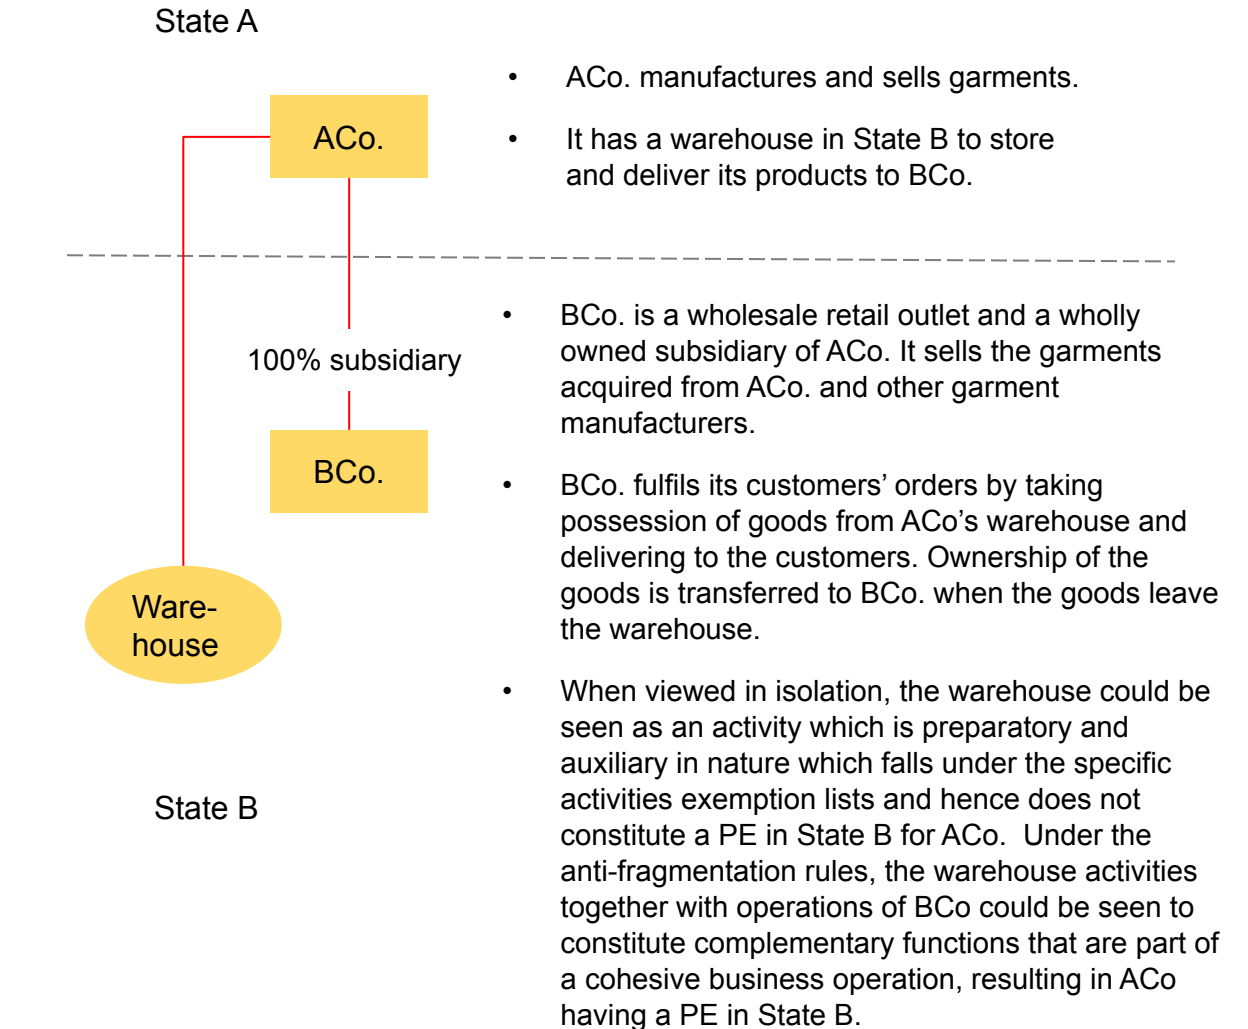 State A
• ACo. manufactures and sells garments.
ACo.
• It has a warehouse in State B to store
and deliver its products to BCo.
• BCo. is a wholesale retail outlet and a wholly
owned subsidiary of ACo. It sells the garments
acquired from ACo. and other garment
manufacturers.
100% subsidiary
BCo.
• BCo. fulfils its customers’ orders by taking
possession of goods from ACo’s warehouse and
delivering to the customers. Ownership of the
goods is transferred to BCo. when the goods leave
the warehouse.
Ware-
house
• When viewed in isolation, the warehouse could be
seen as an activity which is preparatory and
auxiliary in nature which falls under the specific
activities exemption lists and hence does not
constitute a PE in State B for ACo.  Under the
anti-fragmentation rules, the warehouse activities
together with operations of BCo could be seen to
constitute complementary functions that are part of
a cohesive business operation, resulting in ACo
having a PE in State B.
State B